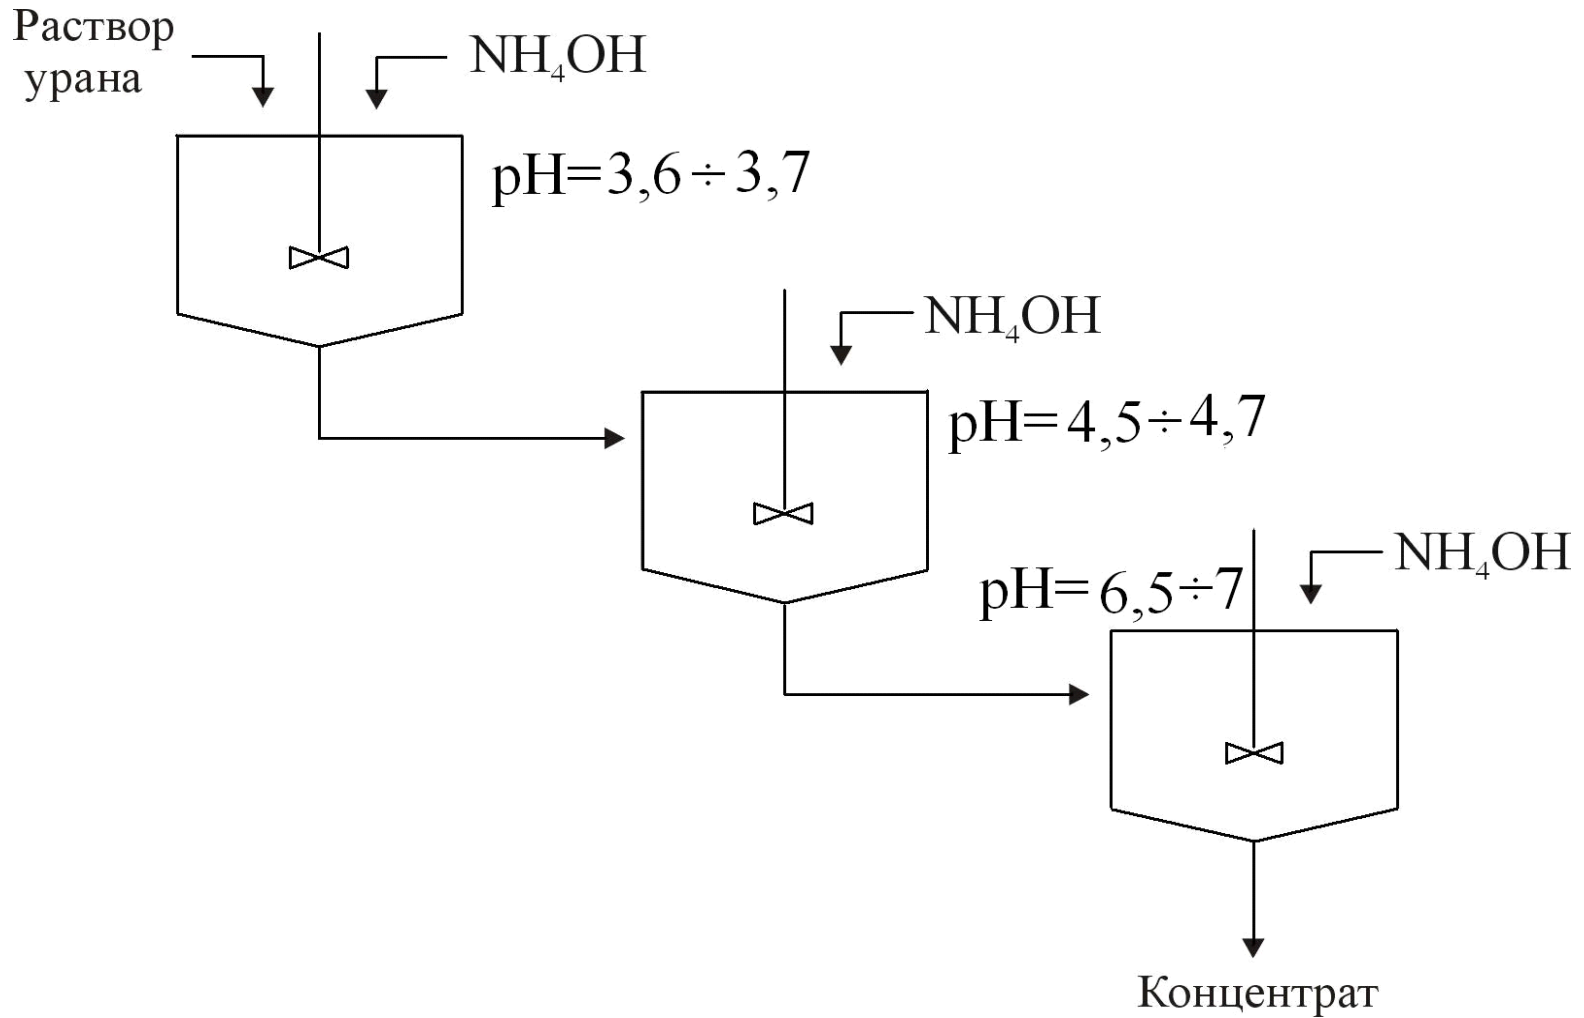 Раствор
урана
NH₄OH
pH=3,6÷3,7
NH₄OH
pH=4,5÷4,7
NH₄OH
pH=6,5÷7
Концентрат